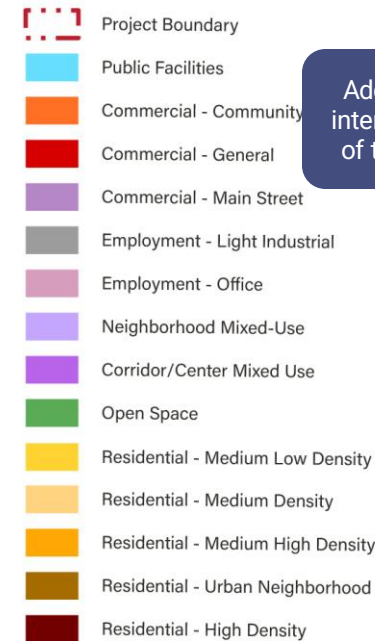 Project Boundary
Public Facilities
Commercial - Community
Commercial - General
Commercial - Main Street
Employment - Light Industrial
Employment - Office
Neighborhood Mixed-Use
Corridor/Center Mixed Use
Open Space
Residential - Medium Low Density
Residential - Medium Density
Residential - Medium High Density
Residential - Urban Neighborhood
Residential - High Density
of